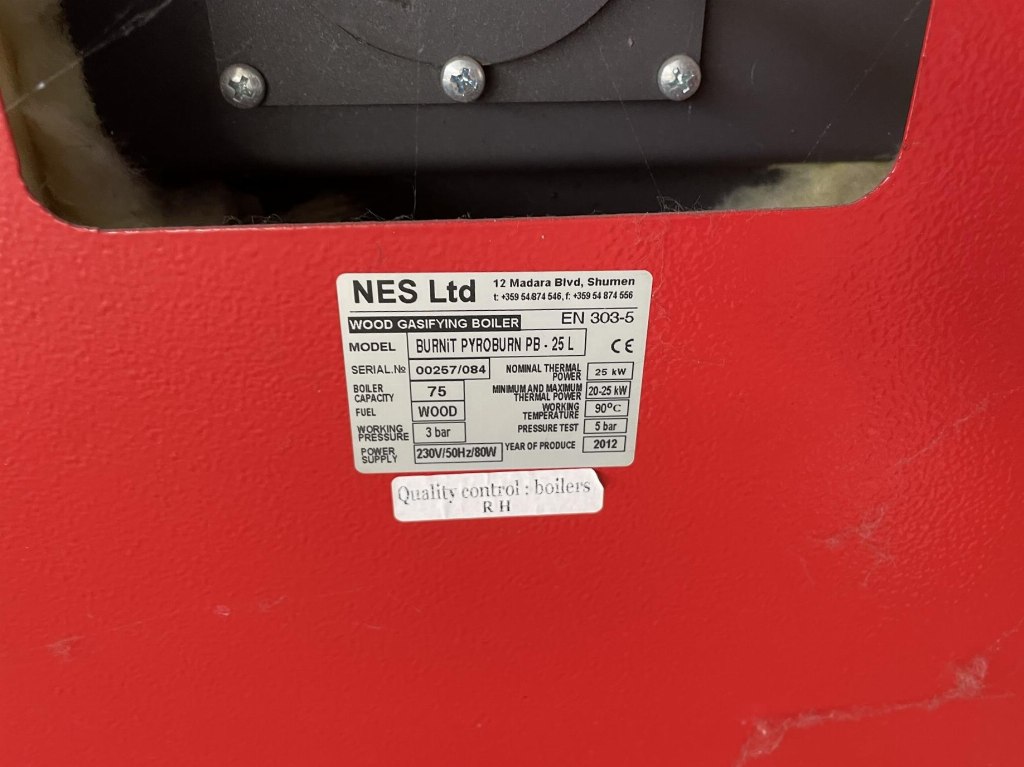 NES Ltd 12 Madara Blvd, Shumen
t: +359 54 874 546, f: +359 54 874 556
WOOD GASIFYING BOILER EN 303-5
MODEL BURNiT PYROBURN PB - 25 L CE
SERIAL.№ 00257/084 NOMINAL THERMAL POWER 25 kW
BOILER CAPACITY 75 MINIMUM AND MAXIMUM THERMAL POWER 20-25 kW
FUEL WOOD WORKING TEMPERATURE 90°C
WORKING PRESSURE 3 bar PRESSURE TEST 5 bar
POWER SUPPLY 230V/50Hz/80W YEAR OF PRODUCE 2012
Quality control : boilers
R H